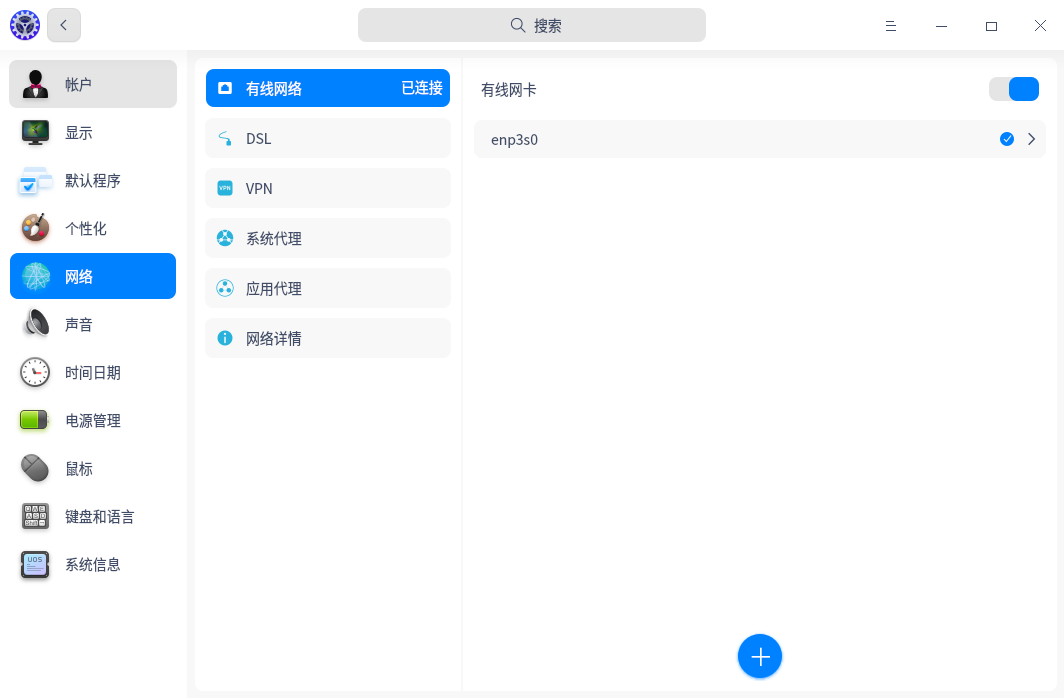 搜索
帐户
显示
默认程序
个性化
网络
声音
时间日期
电源管理
鼠标
键盘和语言
系统信息
有线网络 已连接
DSL
VPN
系统代理
应用代理
网络详情
有线网卡
enp3s0